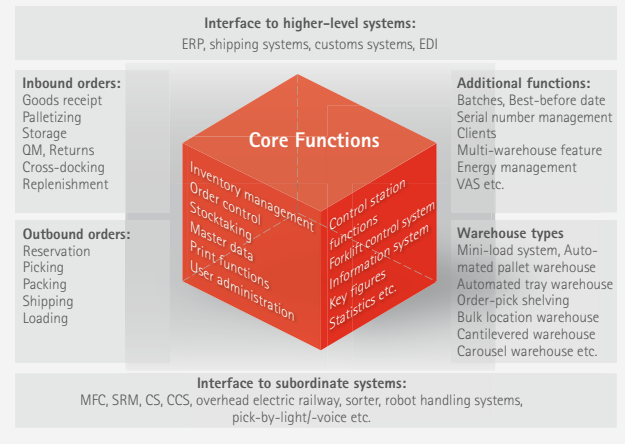 Interface to higher-level systems:
ERP, shipping systems, customs systems, EDI
Inbound orders:
Goods receipt
Palletizing
Storage
QM, Returns
Cross-docking
Replenishment
Outbound orders:
Reservation
Picking
Packing
Shipping
Loading
Core Functions
Inventory management
Order control
Stocktaking
Master data
Print functions
User administration
Control station
functions
Forklift control system
Information system
Key figures
Statistics etc.
Additional functions:
Batches, Best-before date
Serial number management
Clients
Multi-warehouse feature
Energy management
VAS etc.
Warehouse types
Mini-load system, Auto-
mated pallet warehouse
Automated tray warehouse
Order-pick shelving
Bulk location warehouse
Cantilevered warehouse
Carousel warehouse etc.
Interface to subordinate systems:
MFC, SRM, CS, CCS, overhead electric railway, sorter, robot handling systems,
pick-by-light/-voice etc.